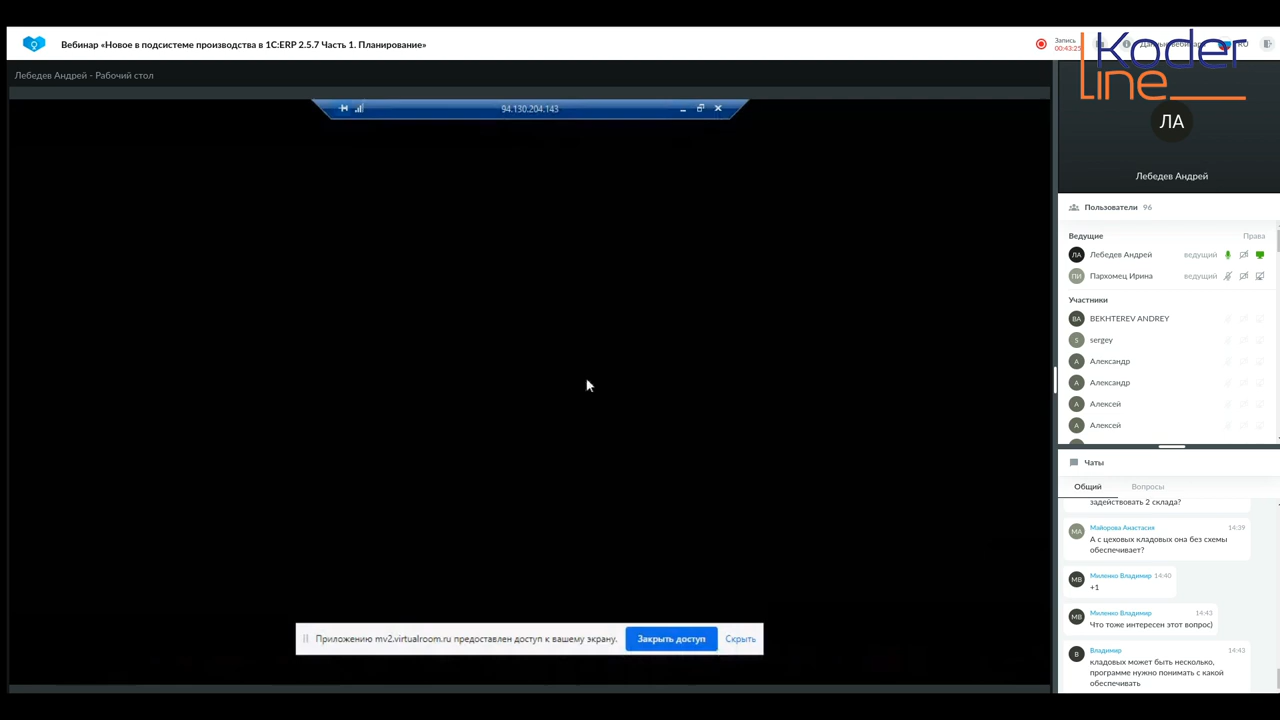 Вебинар «Новое в подсистеме производства в 1С:ERP 2.5.7 Часть 1. Планирование»
Запись
00:43:25
RU
Koder
line
Лебедев Андрей - Рабочий стол
94.130.204.143
ЛА
Лебедев Андрей
Пользователи 96
Ведущие Права
ЛА Лебедев Андрей ведущий
ПИ Пархомец Ирина ведущий
Участники
BA BEKHTEREV ANDREY
S sergey
А Александр
А Александр
А Алексей
А Алексей
Чаты
Общий Вопросы
задействовать 2 склада?
МА Майорова Анастасия 14:39
А с цеховых кладовых она без схемы
обеспечивает?
МВ Миленко Владимир 14:40
+1
МВ Миленко Владимир 14:43
Что тоже интересен этот вопрос)
В Владимир 14:43
кладовых может быть несколько,
программе нужно понимать с какой
обеспечивать
Приложению mv2.virtualroom.ru предоставлен доступ к вашему экрану. Закрыть доступ Скрыть